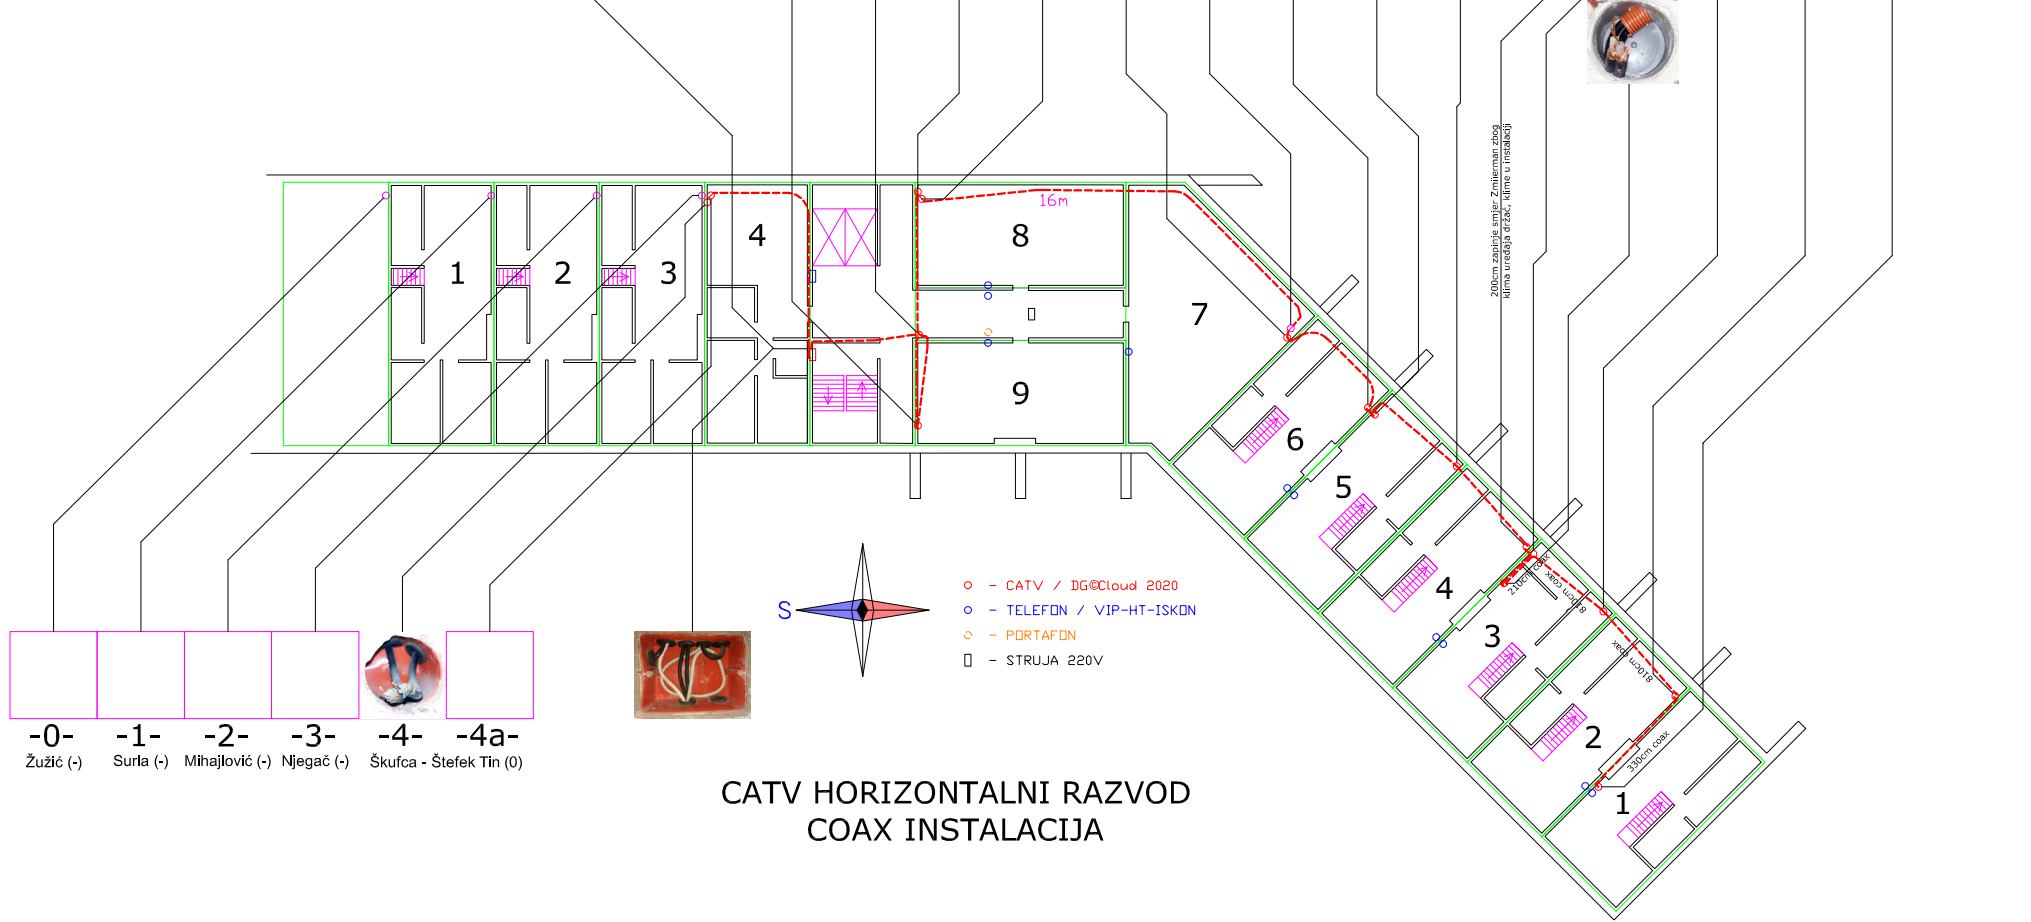 16m
200cm zapinje smjer Zmijerman zbog
klima uređaja držač, klime u instalaciji
1
2
3
4
8
7
9
6
5
4
3
2
1
210cm coax
810cm coax
810cm coax
330cm coax
S
- CATV / DG©Cloud 2020
- TELEFON / VIP-HT-ISKON
- PORTAFON
- STRUJA 220V
-0-
-1-
-2-
-3-
-4-
-4a-
Žužić (-)
Surla (-)
Mihajlović (-)
Njegač (-)
Škufca - Štefek Tin (0)
CATV HORIZONTALNI RAZVOD
COAX INSTALACIJA